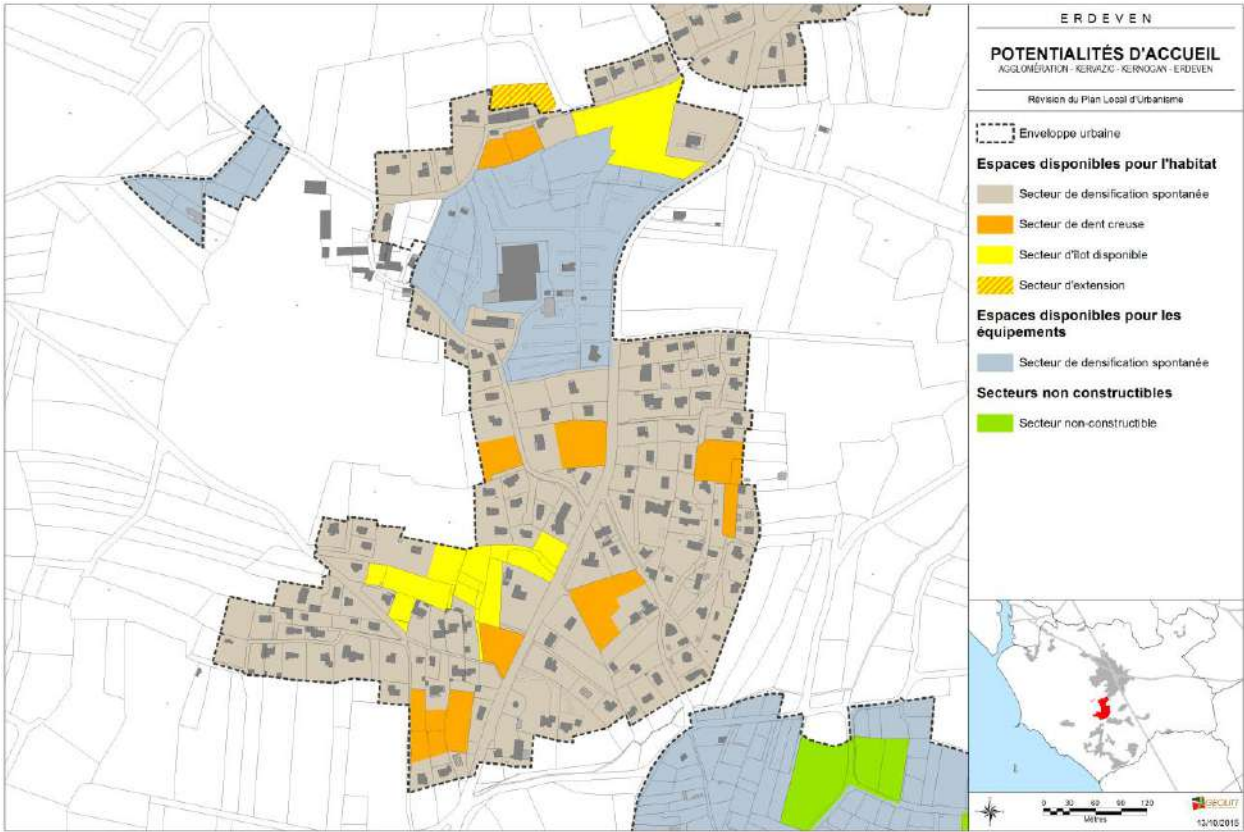 ERDEVEN
POTENTIALITÉS D'ACCUEIL
AGGLOMÉRATION - KERVAZIC - KERNOGAN - ERDEVEN
Révision du Plan Local d'Urbanisme
Enveloppe urbaine
Espaces disponibles pour l'habitat
Secteur de densification spontanée
Secteur de dent creuse
Secteur d'îlot disponible
Secteur d'extension
Espaces disponibles pour les
équipements
Secteur de densification spontanée
Secteurs non constructibles
Secteur non-constructible
0 30 60 90 120
Mètres
GEOLITT
13/10/2015